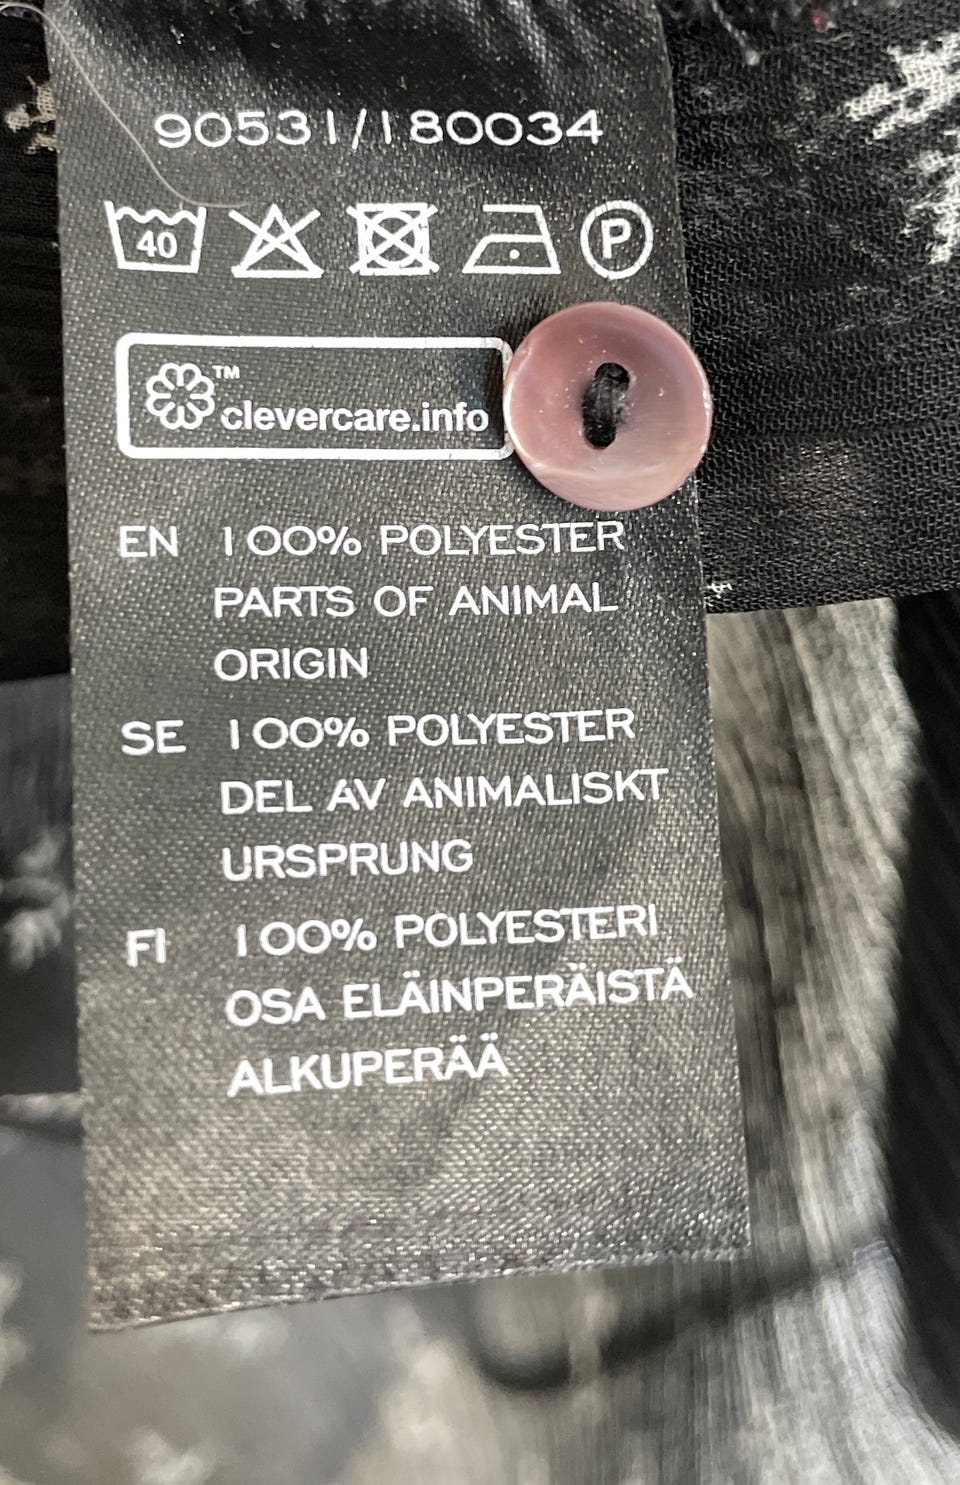 90531/180034
40 P
™
clevercare.info
EN 100% POLYESTER
PARTS OF ANIMAL
ORIGIN
SE 100% POLYESTER
DEL AV ANIMALISKT
URSPRUNG
FI 100% POLYESTERI
OSA ELÄINPERÄISTÄ
ALKUPERÄÄ